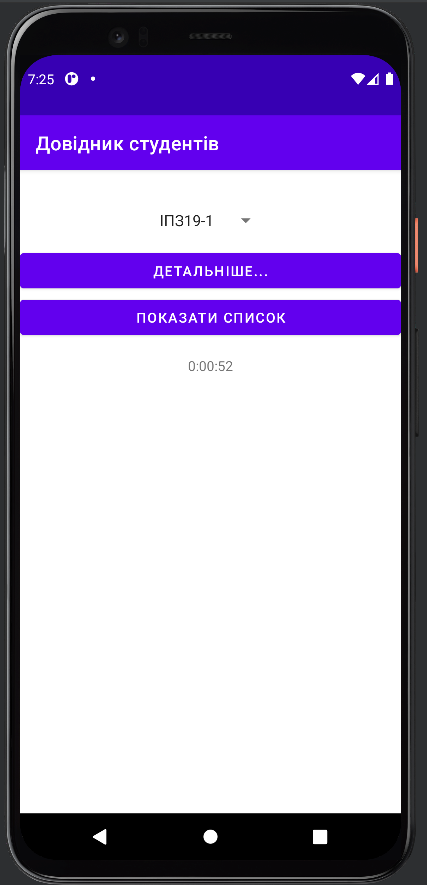 7:25
Довідник студентів
ІПЗ19-1
ДЕТАЛЬНІШЕ...
ПОКАЗАТИ СПИСОК
0:00:52